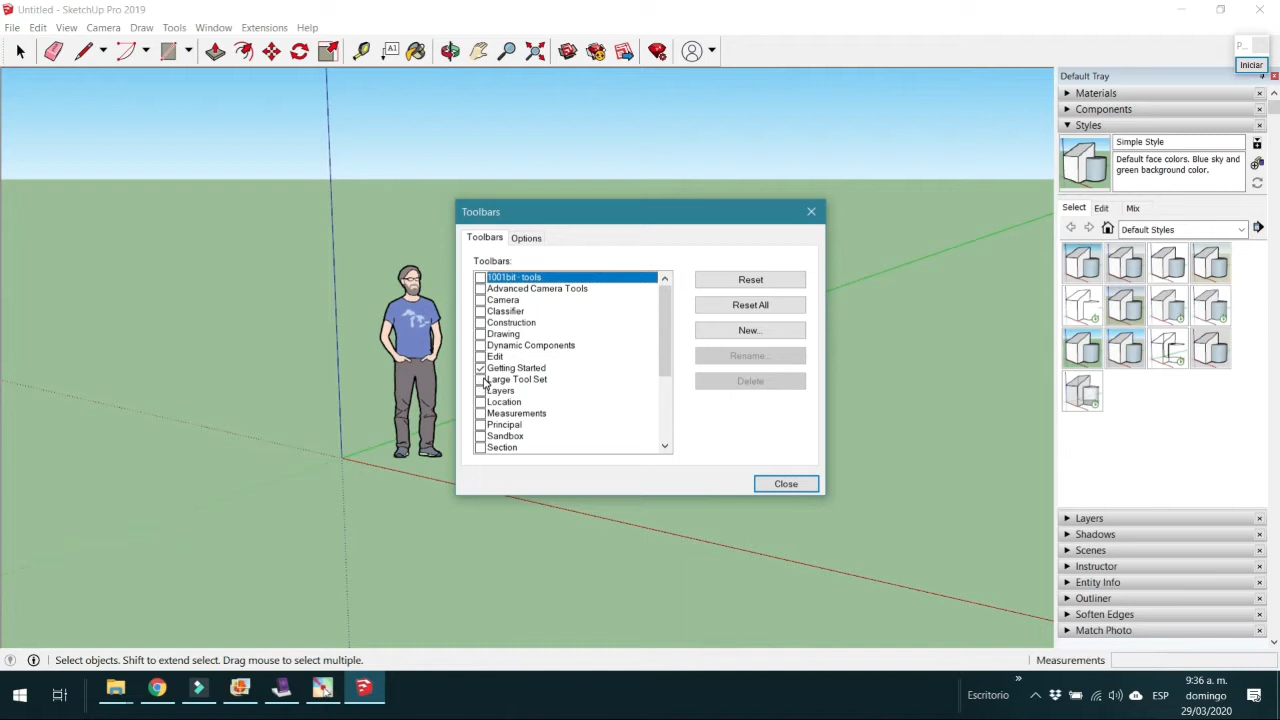 Untitled - SketchUp Pro 2019
File Edit View Camera Draw Tools Window Extensions Help
A1
P...
Iniciar
Default Tray
Materials
Components
Styles
Simple Style
Default face colors. Blue sky and
green background color.
Select Edit Mix
Default Styles
Toolbars
Toolbars Options
Toolbars:
1001bit - tools
Advanced Camera Tools
Camera
Classifier
Construction
Drawing
Dynamic Components
Edit
Getting Started
Large Tool Set
Layers
Location
Measurements
Principal
Sandbox
Section
Reset
Reset All
New...
Rename...
Delete
Close
Layers
Shadows
Scenes
Instructor
Entity Info
Outliner
Soften Edges
Match Photo
Select objects. Shift to extend select. Drag mouse to select multiple.
Measurements
Escritorio
ESP
9:36 a. m.
domingo
29/03/2020